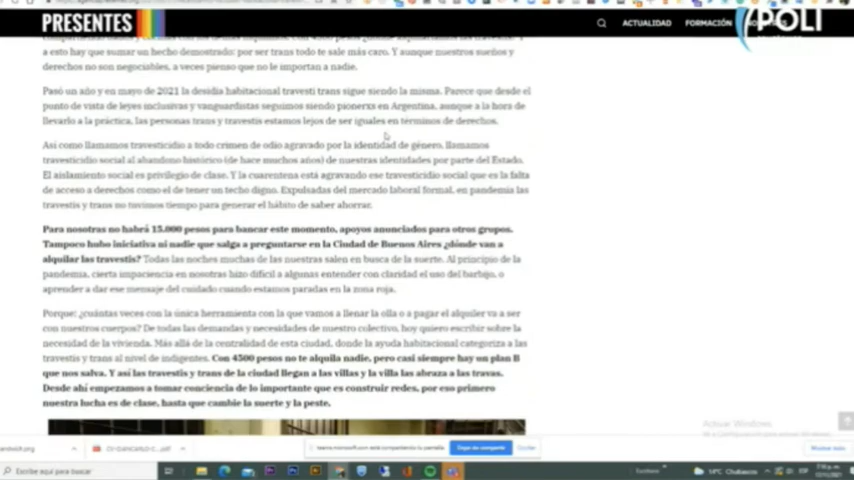 PRESENTES
ACTUALIDAD
FORMACIÓN
POLI
a esto hay que sumar un hecho demostrado: por ser trans todo te sale más caro. Y aunque nuestros sueños y
derechos no son negociables, a veces pienso que no le importan a nadie.
Pasó un año y en mayo de 2021 la desidia habitacional travesti trans sigue siendo la misma. Parece que desde el
punto de vista de leyes inclusivas y vanguardistas seguimos siendo pionerxs en Argentina, aunque a la hora de
llevarlo a la práctica, las personas trans y travestis estamos lejos de ser iguales en términos de derechos.
Así como llamamos travesticidio a todo crimen de odio agravado por la identidad de género, llamamos
travesticidio social al abandono histórico (de hace muchos años) de nuestras identidades por parte del Estado.
El aislamiento social es privilegio de clase. Y la cuarentena está agravando ese travesticidio social que es la falta
de acceso a derechos como el de tener un techo digno. Expulsadas del mercado laboral formal, en pandemia las
travestis y trans no tuvimos tiempo para generar el hábito de saber ahorrar.
Para nosotras no habrá 15.000 pesos para bancar este momento, apoyos anunciados para otros grupos.
Tampoco hubo iniciativa ni nadie que salga a preguntarse en la Ciudad de Buenos Aires ¿dónde van a
alquilar las travestis? Todas las noches muchas de las nuestras salen en busca de la suerte. Al principio de la
pandemia, cierta impaciencia en nosotras hizo difícil a algunas entender con claridad el uso del barbijo, o
aprender a dar ese mensaje del cuidado cuando estamos paradas en la zona roja.
Porque: ¿cuántas veces con la única herramienta con la que vamos a llenar la olla o a pagar el alquiler va a ser
con nuestros cuerpos? De todas las demandas y necesidades de nuestro colectivo, hoy quiero escribir sobre la
necesidad de la vivienda. Más allá de la centralidad de esta ciudad, donde la ayuda habitacional categoriza a las
travestis y trans al nivel de indigentes. Con 4500 pesos no te alquila nadie, pero casi siempre hay un plan B
que nos salva. Y así las travestis y trans de la ciudad llegan a las villas y la villa las abraza a las travas.
Desde ahí empezamos a tomar conciencia de lo importante que es construir redes, por eso primero
nuestra lucha es de clase, hasta que cambie la suerte y la peste.
Activar Windows
teams.microsoft.com está compartiendo tu pantalla.
Dejar de compartir
Ocultar
Mostrar todo
Escribe aquí para buscar
Escritorio
14°C Chubascos
ESP